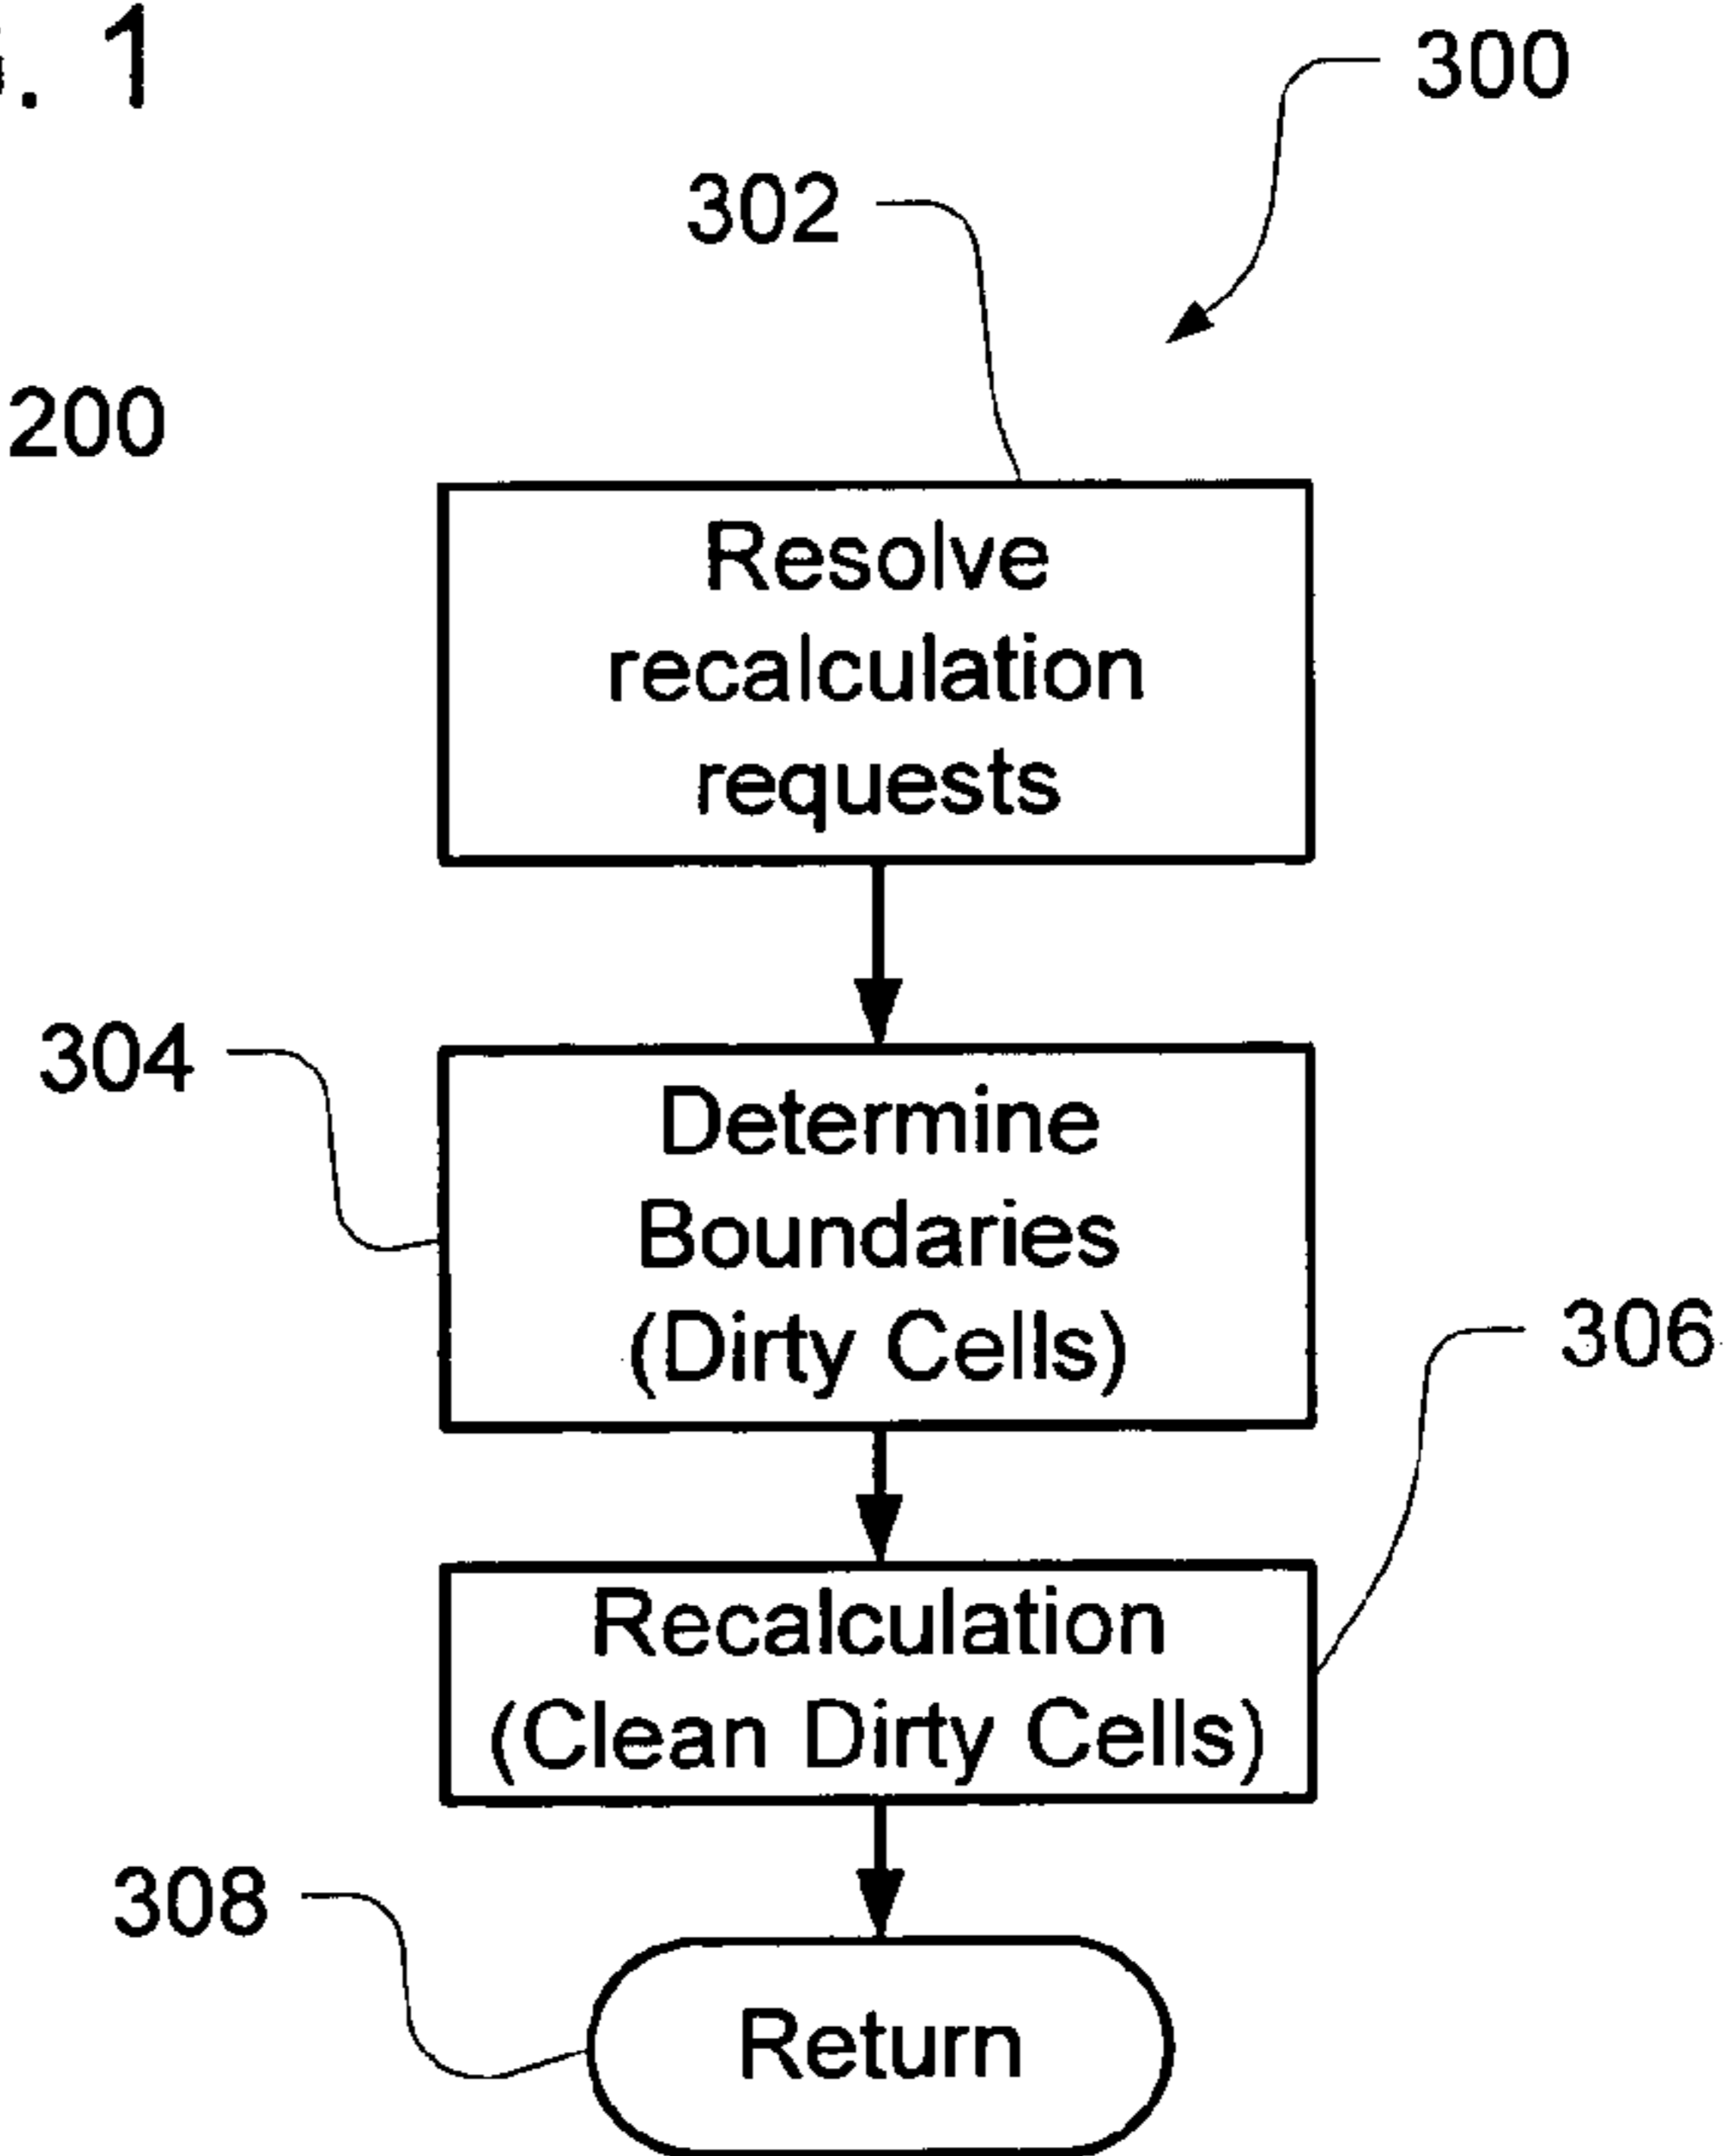 . 1
300
302
200
Resolve
recalculation
requests
304
Determine
Boundaries
(Dirty Cells)
306
Recalculation
(Clean Dirty Cells)
308
Return